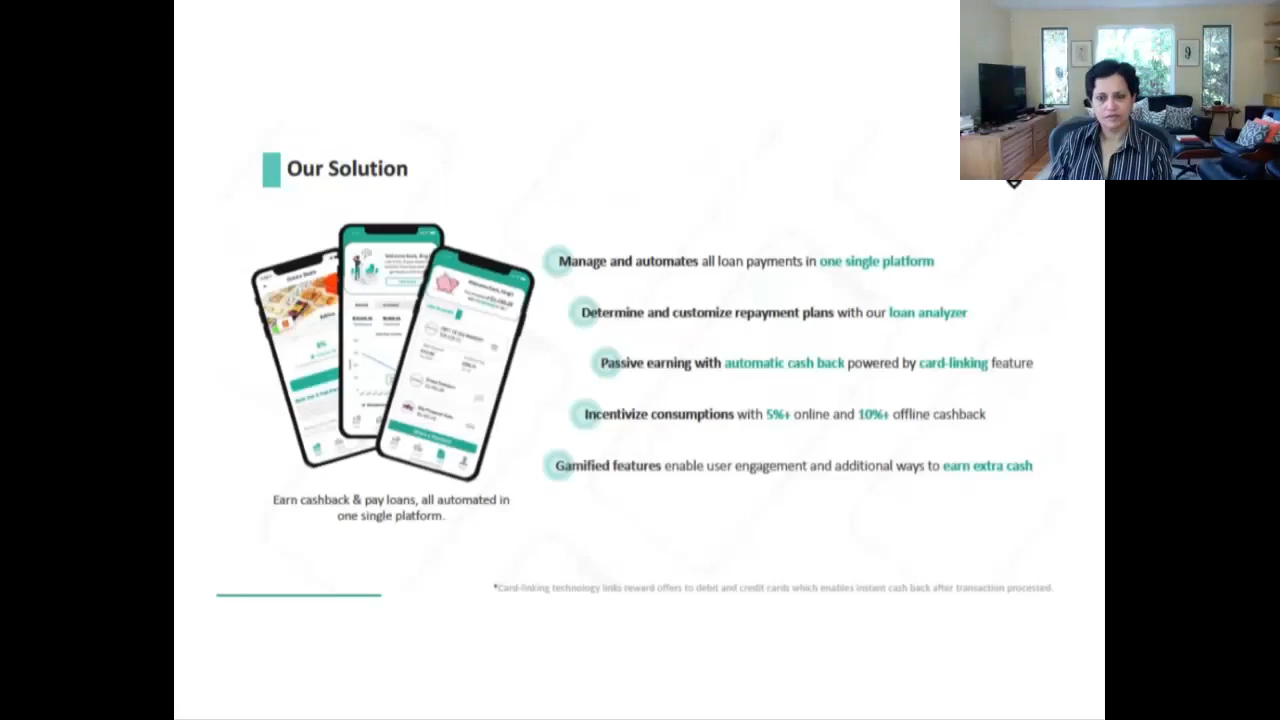 Our Solution
Manage and automates all loan payments in one single platform
Determine and customize repayment plans with our loan analyzer
Passive earning with automatic cash back powered by card-linking feature
Incentivize consumptions with 5%+ online and 10%+ offline cashback
Gamified features enable user engagement and additional ways to earn extra cash
Earn cashback & pay loans, all automated in
one single platform.
*Card-linking technology links reward offers to debit and credit cards which enables instant cash back after transaction processed.